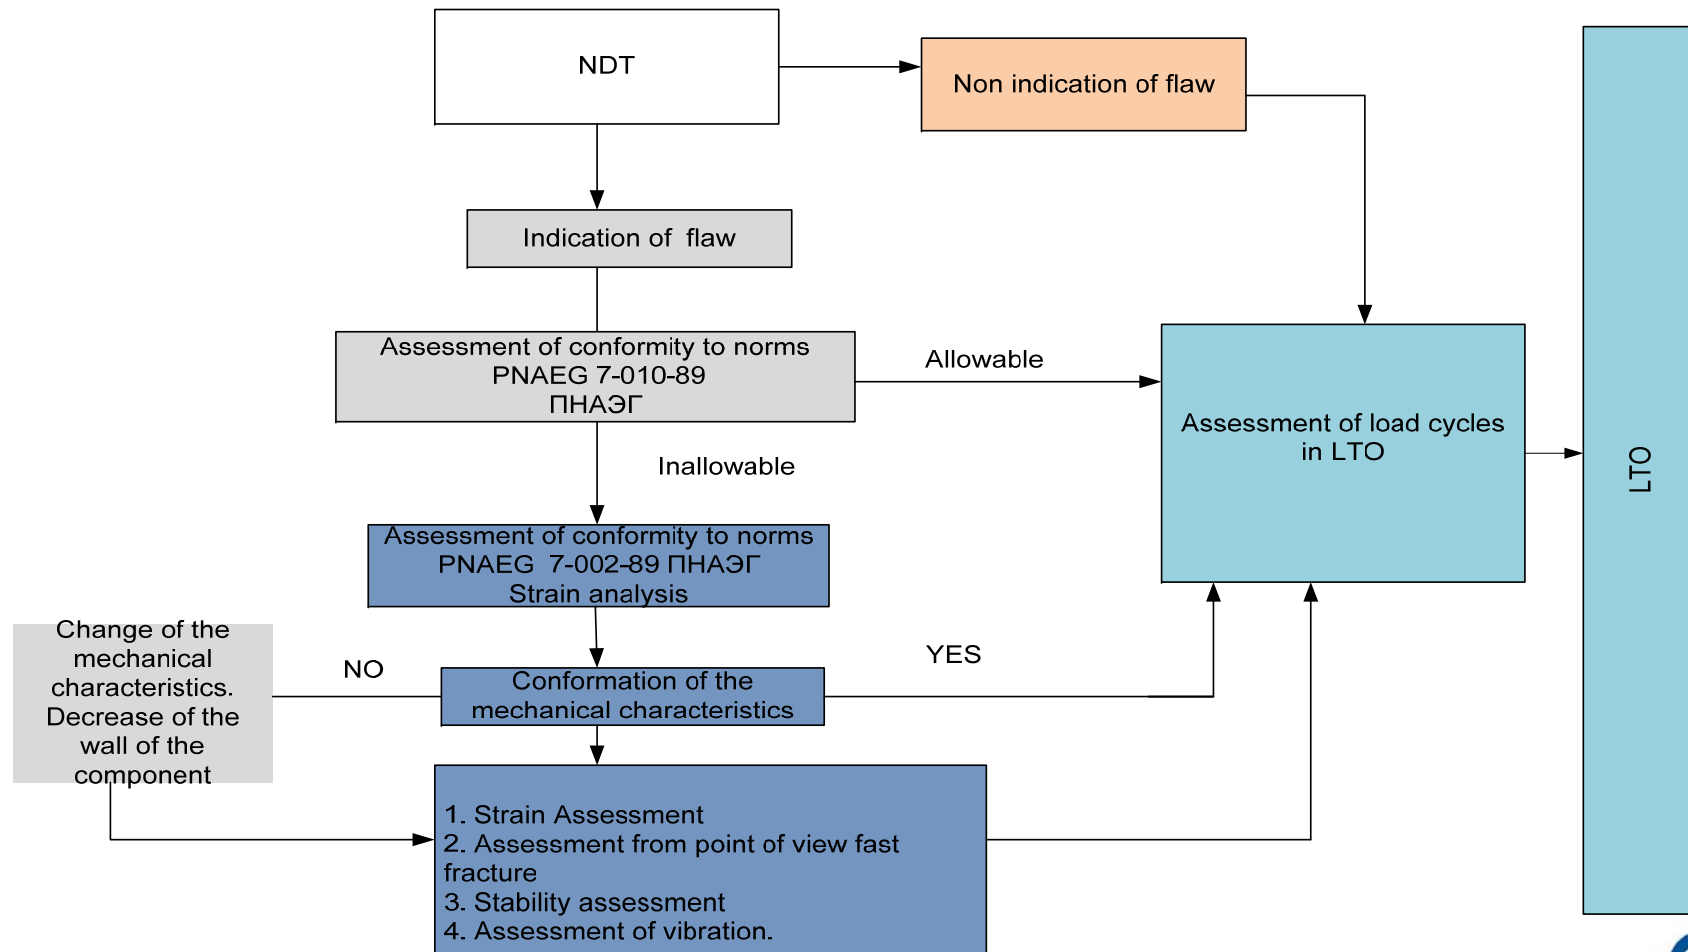 NDT
Non indication of flaw
Indication of flaw
Assessment of conformity to norms
PNAEG 7-010-89
ПНАЭГ
Allowable
Assessment of load cycles
in LTO
LTO
Inallowable
Assessment of conformity to norms
PNAEG 7-002-89 ПНАЭГ
Strain analysis
Change of the
mechanical
characteristics.
Decrease of the
wall of the
component
NO
Conformation of the
mechanical characteristics
YES
1. Strain Assessment
2. Assessment from point of view fast
fracture
3. Stability assessment
4. Assessment of vibration.